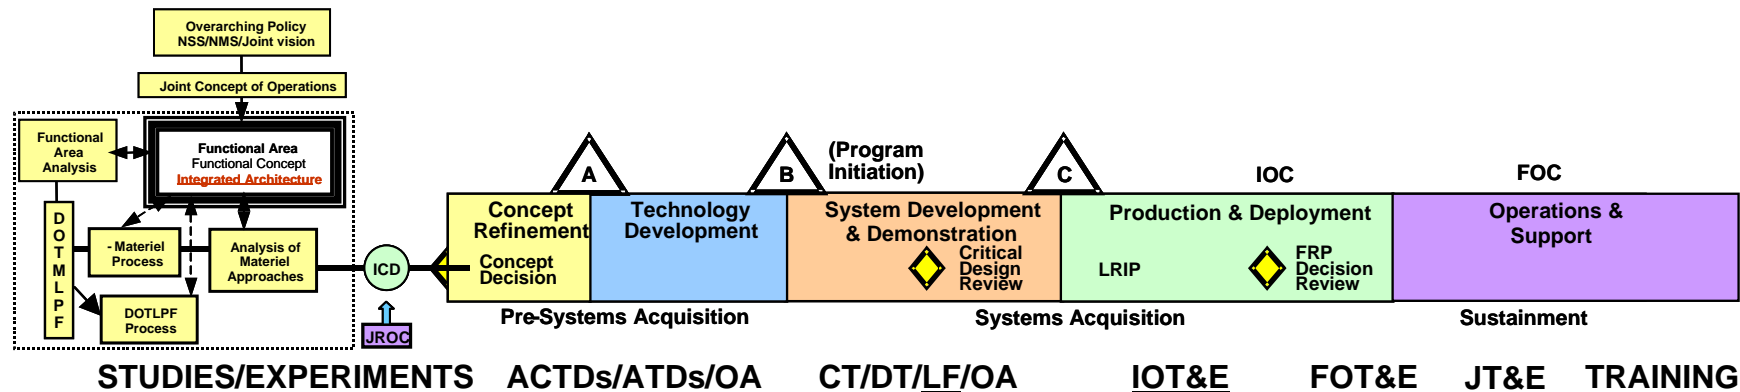 Overarching Policy
NSS/NMS/Joint vision
Joint Concept of Operations
Functional
Area
Analysis
Functional Area
Functional Concept
Integrated Architecture
D
O
T
M
L
P
F
- Materiel
Process
Analysis of
Materiel
Approaches
DOTLPF
Process
ICD
JROC
A
B
(Program
Initiation)
C
IOC
FOC
Concept
Refinement
Concept
Decision
Technology
Development
System Development
& Demonstration
Critical
Design
Review
Production & Deployment
LRIP
FRP
Decision
Review
Operations &
Support
Pre-Systems Acquisition
Systems Acquisition
Sustainment
STUDIES/EXPERIMENTS ACTDs/ATDs/OA CT/DT/LF/OA IOT&E FOT&E JT&E TRAINING